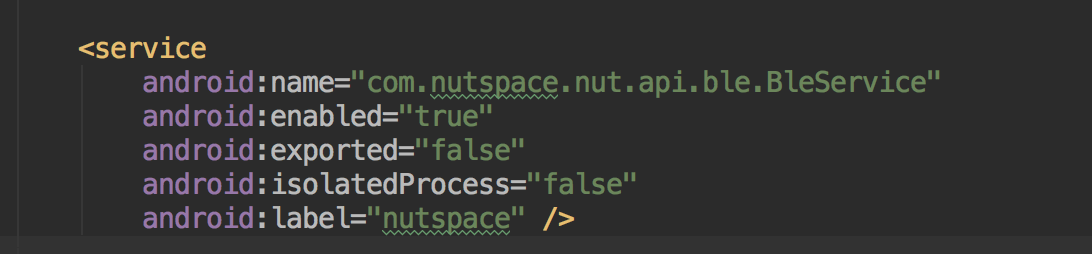 <service
android:name="com.nutspace.nut.api.ble.BleService"
android:enabled="true"
android:exported="false"
android:isolatedProcess="false"
android:label="nutspace" />